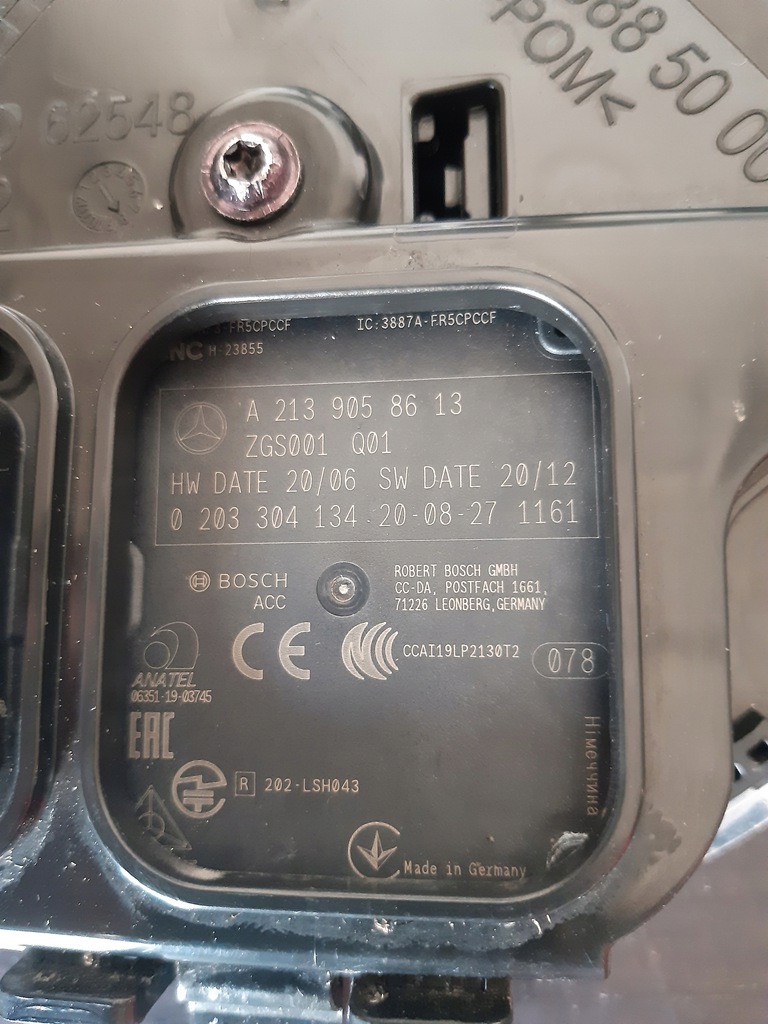 88 50 00
POM<
62548
-FR5CPCCF IC:3887A-FR5CPCCF
NC H-23855
A 213 905 86 13
ZGS001 Q01
HW DATE 20/06 SW DATE 20/12
0 203 304 134 20-08-27 1161
BOSCH
ACC
ROBERT BOSCH GMBH
CC-DA, POSTFACH 1661,
71226 LEONBERG,GERMANY
CE
CCC
CCAI19LP2130T2
078
ANATEL
06351-19-03745
EAC
R 202-LSH043
Німеччина
Made in Germany